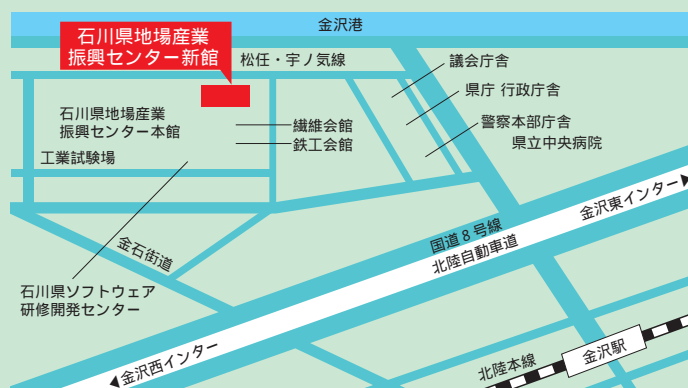 金沢港
石川県地場産業
振興センター新館
松任・宇ノ気線
議会庁舎
県庁 行政庁舎
石川県地場産業
振興センター本館
繊維会館
鉄工会館
警察本部庁舎
県立中央病院
工業試験場
金沢東インター▶
国道8号線
北陸自動車道
金石街道
石川県ソフトウェア
研修開発センター
◀金沢西インター
北陸本線
金沢駅